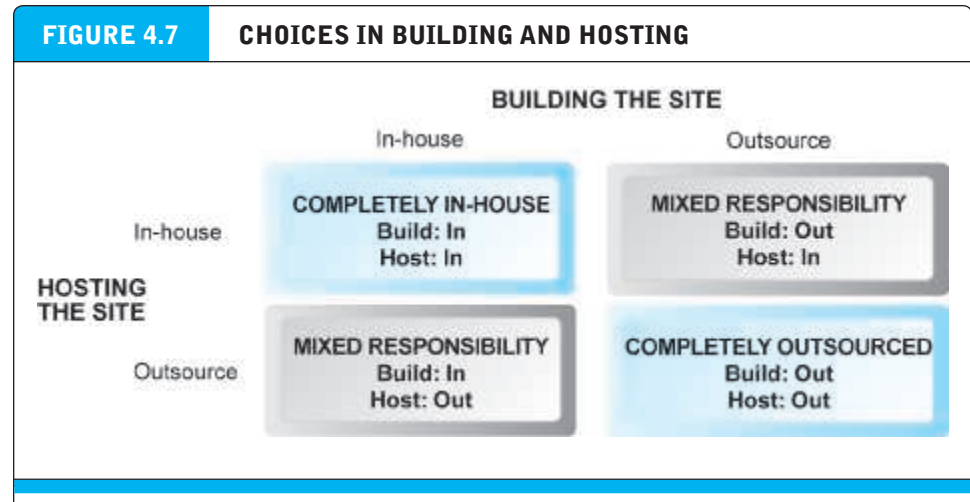 FIGURE 4.7 CHOICES IN BUILDING AND HOSTING
BUILDING THE SITE
In-house Outsource
In-house
COMPLETELY IN-HOUSE
Build: In
Host: In
MIXED RESPONSIBILITY
Build: Out
Host: In
HOSTING
THE SITE
Outsource
MIXED RESPONSIBILITY
Build: In
Host: Out
COMPLETELY OUTSOURCED
Build: Out
Host: Out